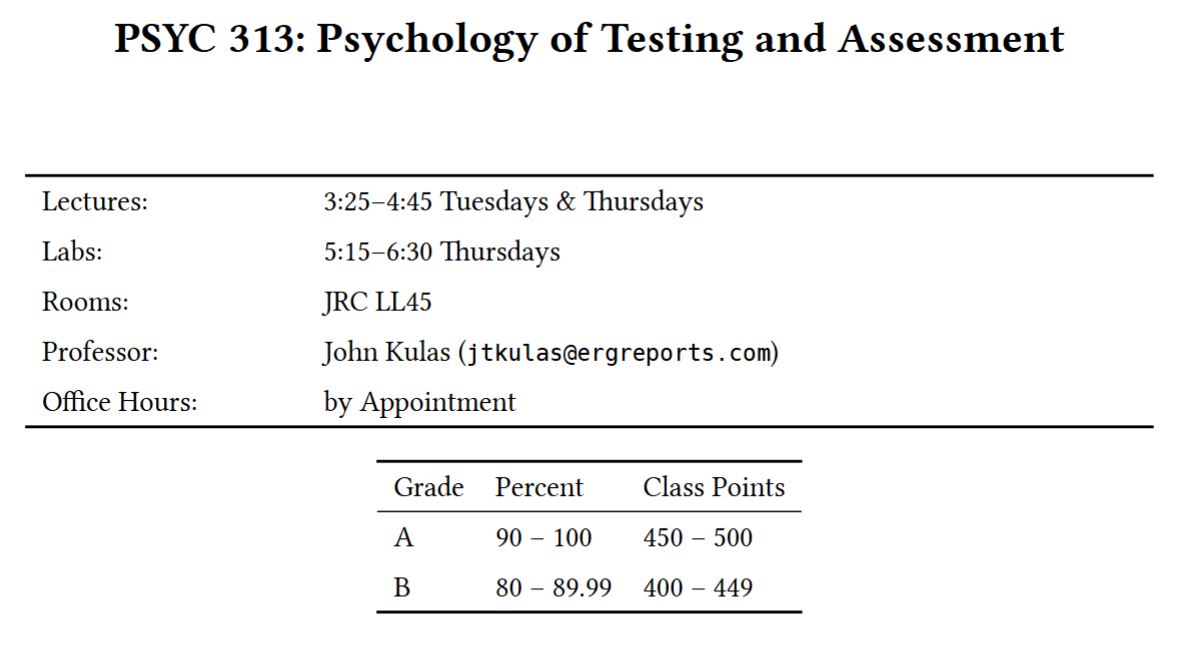 PSYC 313: Psychology of Testing and Assessment
Lectures: 3:25–4:45 Tuesdays & Thursdays
Labs: 5:15–6:30 Thursdays
Rooms: JRC LL45
Professor: John Kulas (jtkulas@ergreports.com)
Office Hours: by Appointment
Grade Percent Class Points
A 90 – 100 450 – 500
B 80 – 89.99 400 – 449